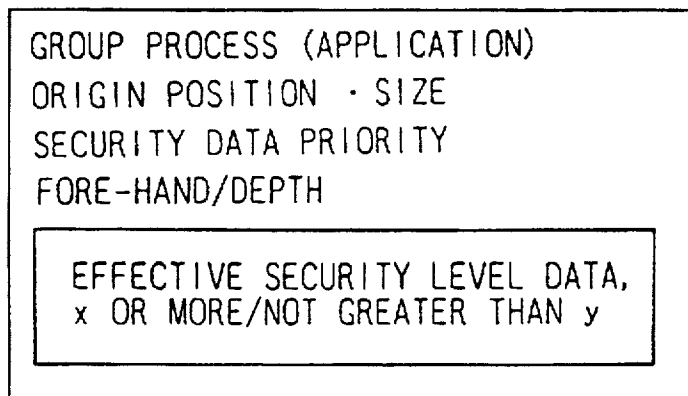 GROUP PROCESS (APPLICATION)
ORIGIN POSITION · SIZE
SECURITY DATA PRIORITY
FORE-HAND/DEPTH
EFFECTIVE SECURITY LEVEL DATA,
x OR MORE/NOT GREATER THAN y